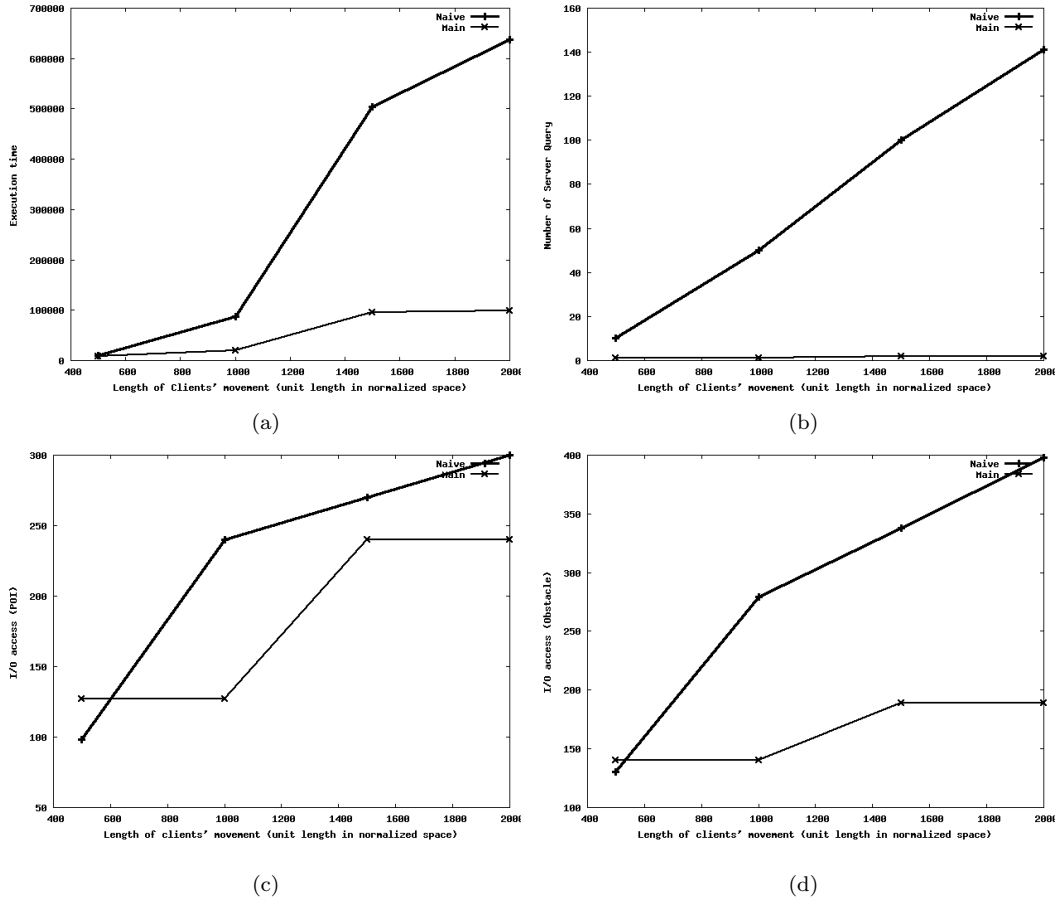 700000
600000
500000
400000
300000
200000
100000
0
Execution time
Naive
Main
400 600 800 1000 1200 1400 1600 1800 2000
Length of Clients' movement (unit length in normalized space)
(a)
160
140
120
100
80
60
40
20
0
Number of Server Query
Naive
Main
400 600 800 1000 1200 1400 1600 1800 2000
Length of Clients' movement (unit length in normalized space)
(b)
300
250
200
150
100
50
I/O access (POI)
Naive
Main
400 600 800 1000 1200 1400 1600 1800 2000
Length of clients' movement (unit length in normalized space)
(c)
400
350
300
250
200
150
100
I/O access (Obstacle)
Naive
Main
400 600 800 1000 1200 1400 1600 1800 2000
Length of clients' movement (unit length in normalized space)
(d)